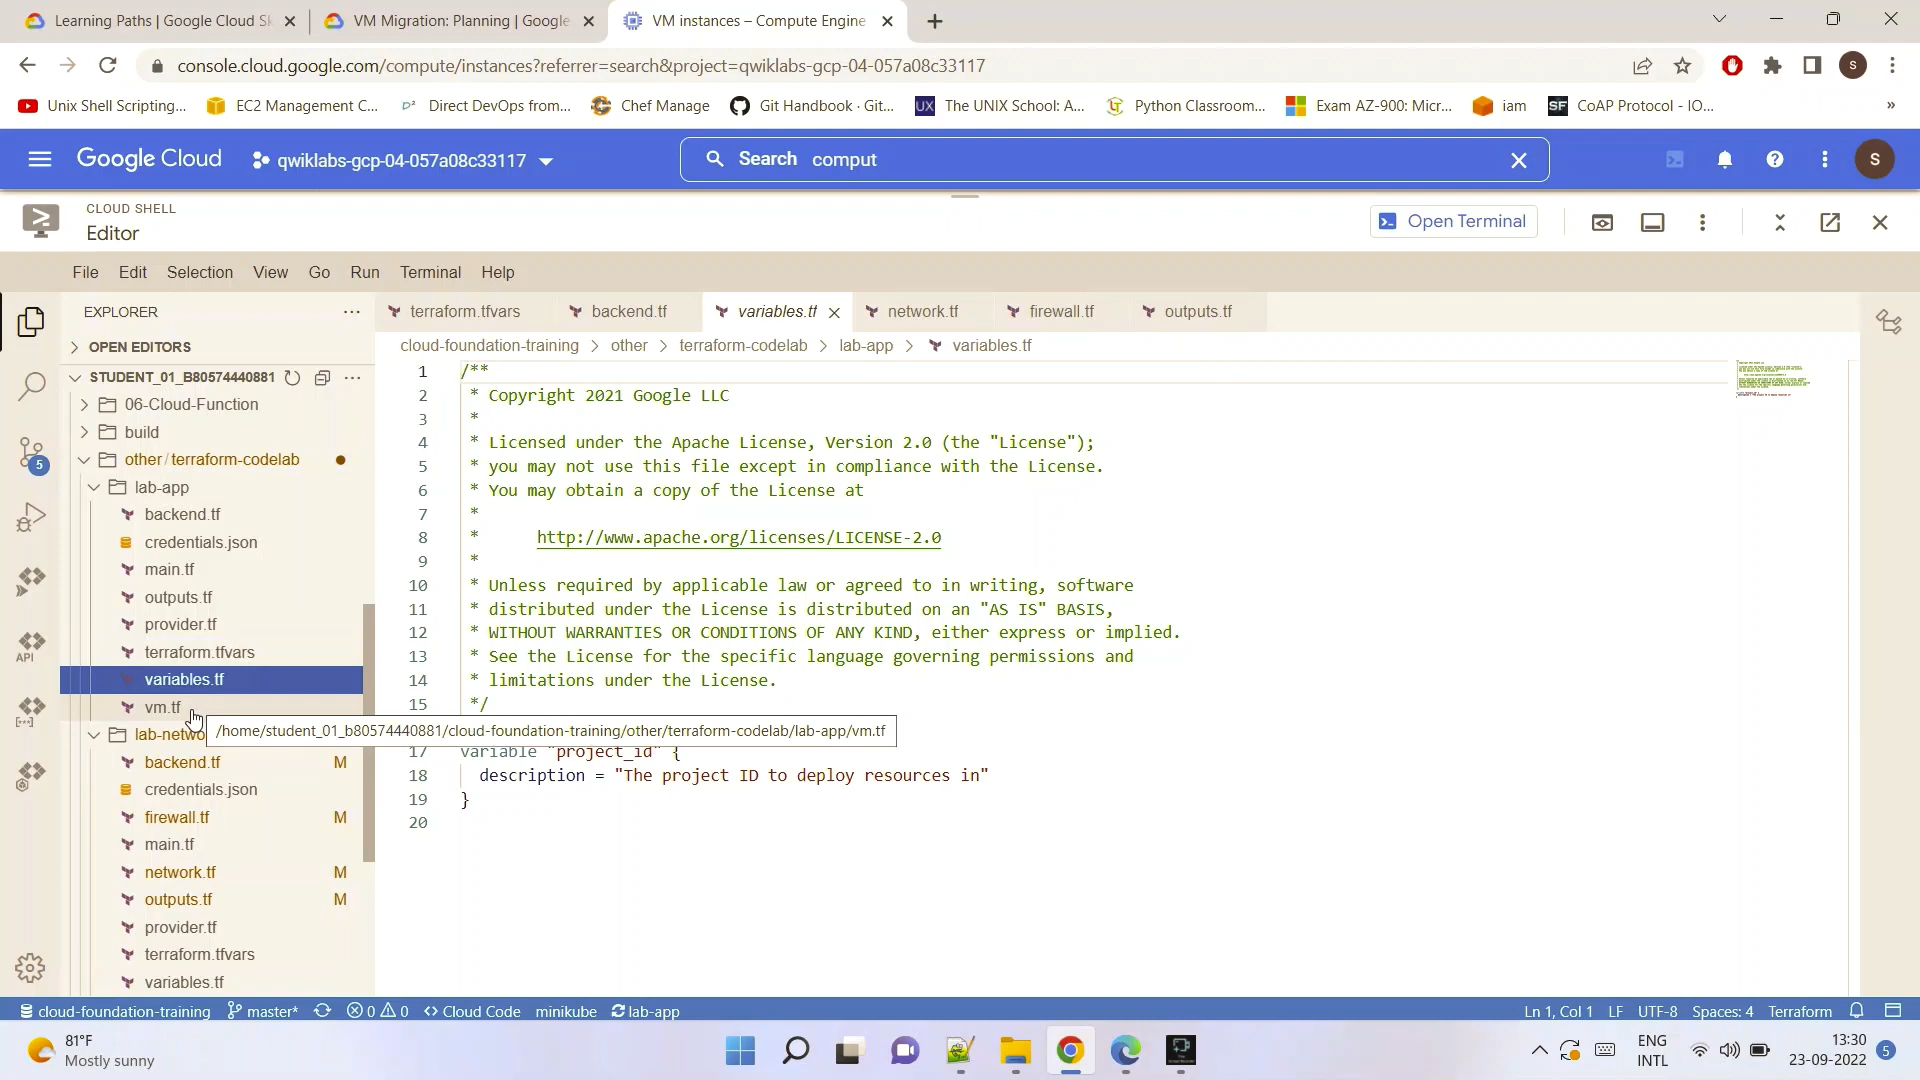 Learning Paths | Google Cloud Sk
VM Migration: Planning | Google
VM instances – Compute Engine
console.cloud.google.com/compute/instances?referrer=search&project=qwiklabs-gcp-04-057a08c33117
S
Unix Shell Scripting...
EC2 Management C...
Direct DevOps from...
Chef Manage
Git Handbook · Git...
UX The UNIX School: A...
Python Classroom...
Exam AZ-900: Micr...
iam
SF CoAP Protocol - IO...
»
Google Cloud
qwiklabs-gcp-04-057a08c33117
Search comput
S
CLOUD SHELL
Editor
Open Terminal
File Edit Selection View Go Run Terminal Help
EXPLORER
terraform.tfvars
backend.tf
variables.tf
network.tf
firewall.tf
outputs.tf
OPEN EDITORS
cloud-foundation-training > other > terraform-codelab > lab-app > variables.tf
STUDENT_01_B80574440881
06-Cloud-Function
build
other/terraform-codelab
lab-app
backend.tf
credentials.json
main.tf
outputs.tf
provider.tf
terraform.tfvars
variables.tf
vm.tf
lab-netwo
backend.tf M
credentials.json
firewall.tf M
main.tf
network.tf M
outputs.tf M
provider.tf
terraform.tfvars
variables.tf
5
API
1 /**
2 * Copyright 2021 Google LLC
3 *
4 * Licensed under the Apache License, Version 2.0 (the "License");
5 * you may not use this file except in compliance with the License.
6 * You may obtain a copy of the License at
7 *
8 * http://www.apache.org/licenses/LICENSE-2.0
9 *
10 * Unless required by applicable law or agreed to in writing, software
11 * distributed under the License is distributed on an "AS IS" BASIS,
12 * WITHOUT WARRANTIES OR CONDITIONS OF ANY KIND, either express or implied.
13 * See the License for the specific language governing permissions and
14 * limitations under the License.
15 */
/home/student_01_b80574440881/cloud-foundation-training/other/terraform-codelab/lab-app/vm.tf
17 variable "project_id" {
18 description = "The project ID to deploy resources in"
19 }
20
cloud-foundation-training master* 0 0 Cloud Code minikube lab-app
Ln 1, Col 1 LF UTF-8 Spaces: 4 Terraform
81°F
Mostly sunny
ENG
INTL
13:30
23-09-2022
5